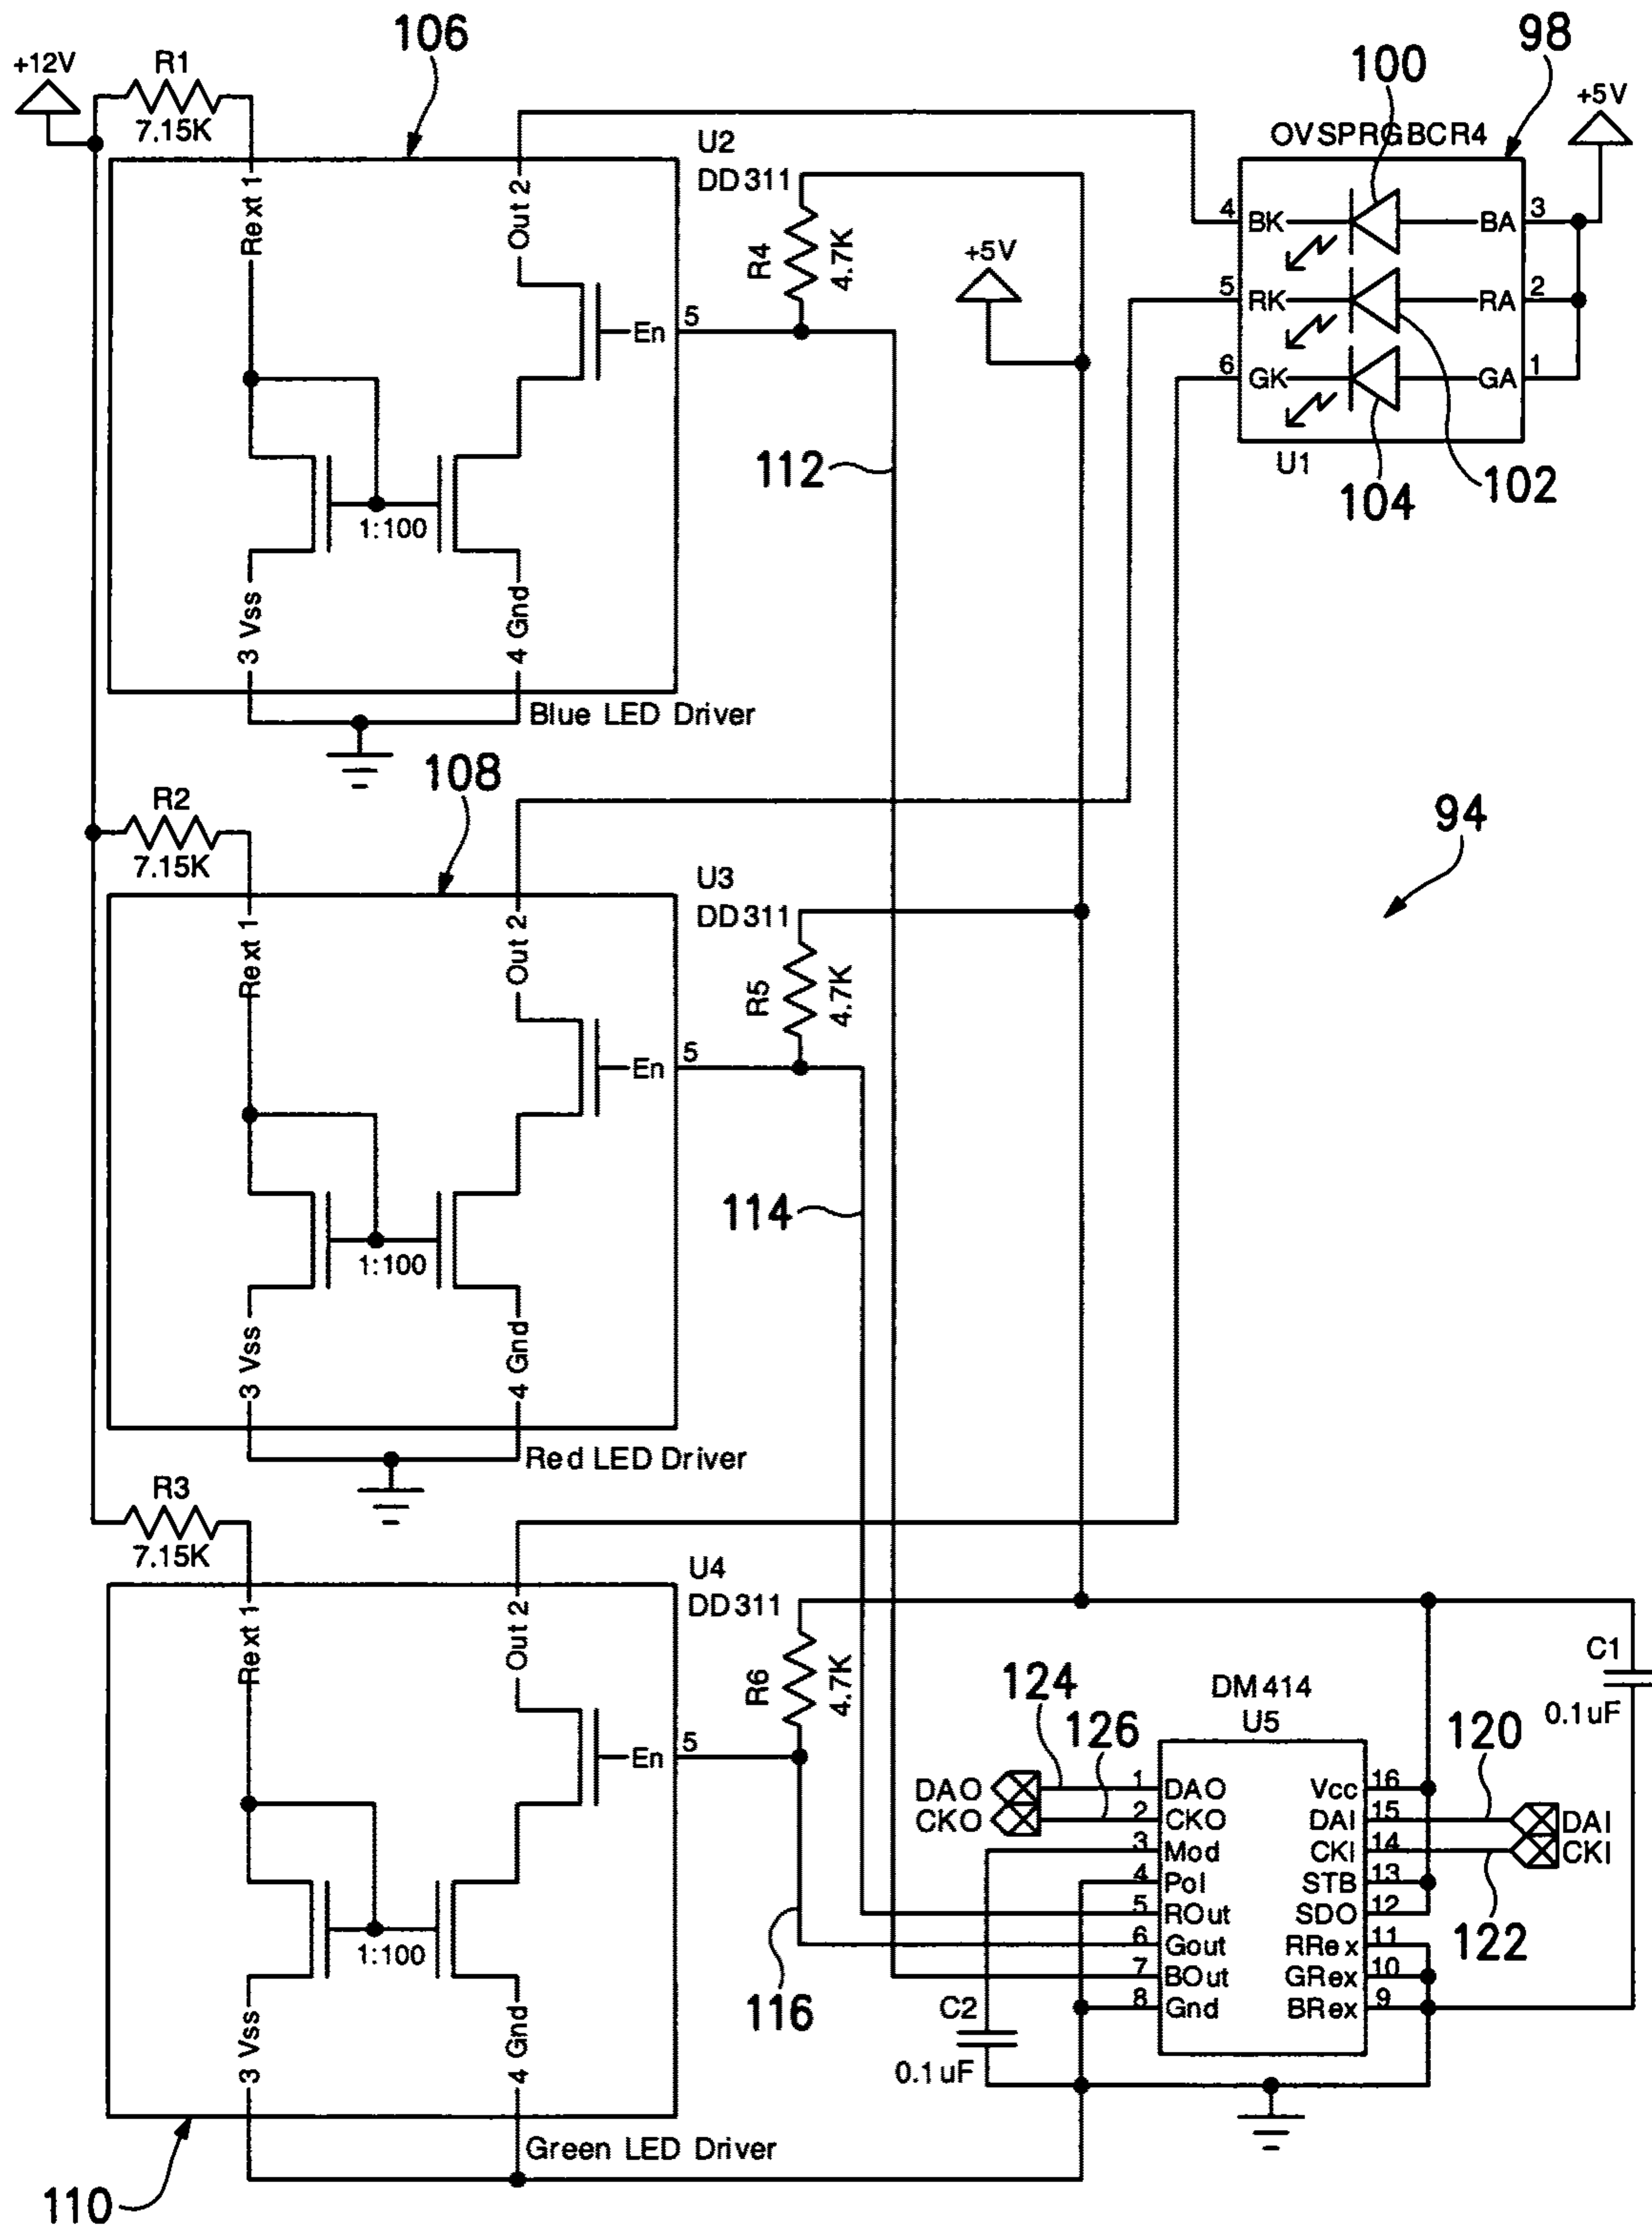 106
98
100
+12V
R1
7.15K
+5V
OVSPRGBCR4
U2
DD311
Rext 1
Out 2
R4
4.7K
+5V
4 BK
BA 3
5 RK
RA 2
6 GK
GA 1
En 5
U1
112
102
104
1:100
3 Vss
4 Gnd
Blue LED Driver
108
R2
7.15K
94
U3
DD311
Rext 1
Out 2
R5
4.7K
En 5
114
1:100
3 Vss
4 Gnd
Red LED Driver
R3
7.15K
U4
DD311
Rext 1
Out 2
R6
4.7K
C1
0.1uF
124
126
DM414
U5
120
En 5
DAO
CKO
1 DAO
2 CKO
3 Mod
4 Pol
5 ROut
6 Gout
7 BOut
8 Gnd
Vcc 16
DAI 15
CKI 14
STB 13
SDO 12
RRex 11
GRex 10
BRex 9
DAI
CKI
122
116
1:100
C2
0.1uF
3 Vss
4 Gnd
Green LED Driver
110